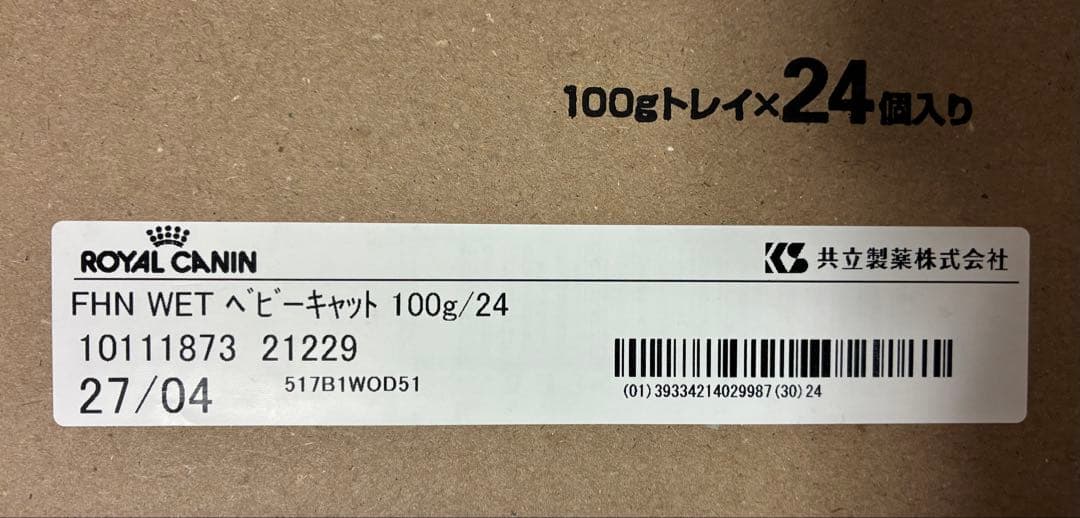 100gトレイ×24個入り
ROYAL CANIN
KS 共立製薬株式会社
FHN WET ベビーキャット 100g/24
10111873 21229
27/04 517B1WOD51
(01)39334214029987(30)24